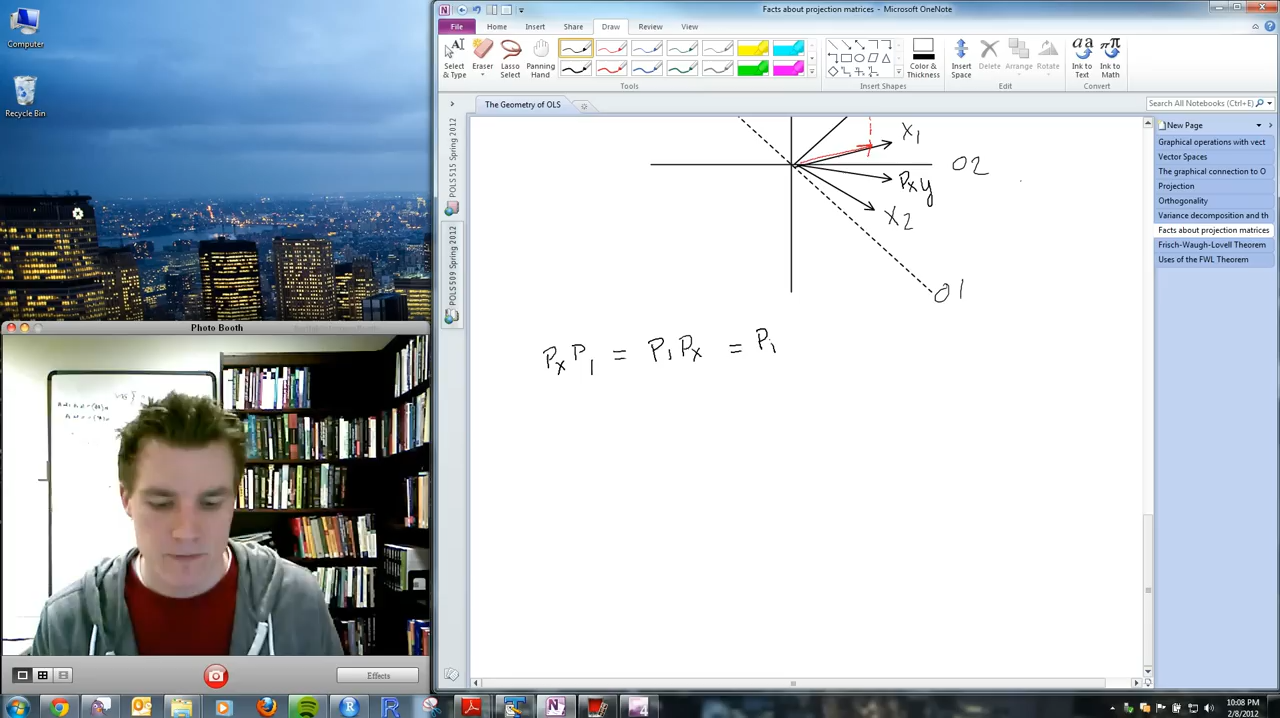 Facts about projection matrices - Microsoft OneNote
File Home Insert Share Draw Review View
Computer
Select & Type
Eraser
Lasso Select
Panning Hand
Color & Thickness
Insert Space
Delete
Arrange
Rotate
Ink to Text
Ink to Math
Tools
Insert Shapes
Edit
Convert
Recycle Bin
The Geometry of OLS
Search All Notebooks (Ctrl+E)
POLS 515 Spring 2012
POLS 509 Spring 2012
New Page
Graphical operations with vect
Vector Spaces
The graphical connection to O
Projection
Orthogonality
Variance decomposition and th
Facts about projection matrices
Frisch-Waugh-Lovell Theorem
Uses of the FWL Theorem
X1
O2
Pxy
X2
O1
PxP1 = P1Px = P1
Photo Booth
Effects
10:08 PM
2/8/2012